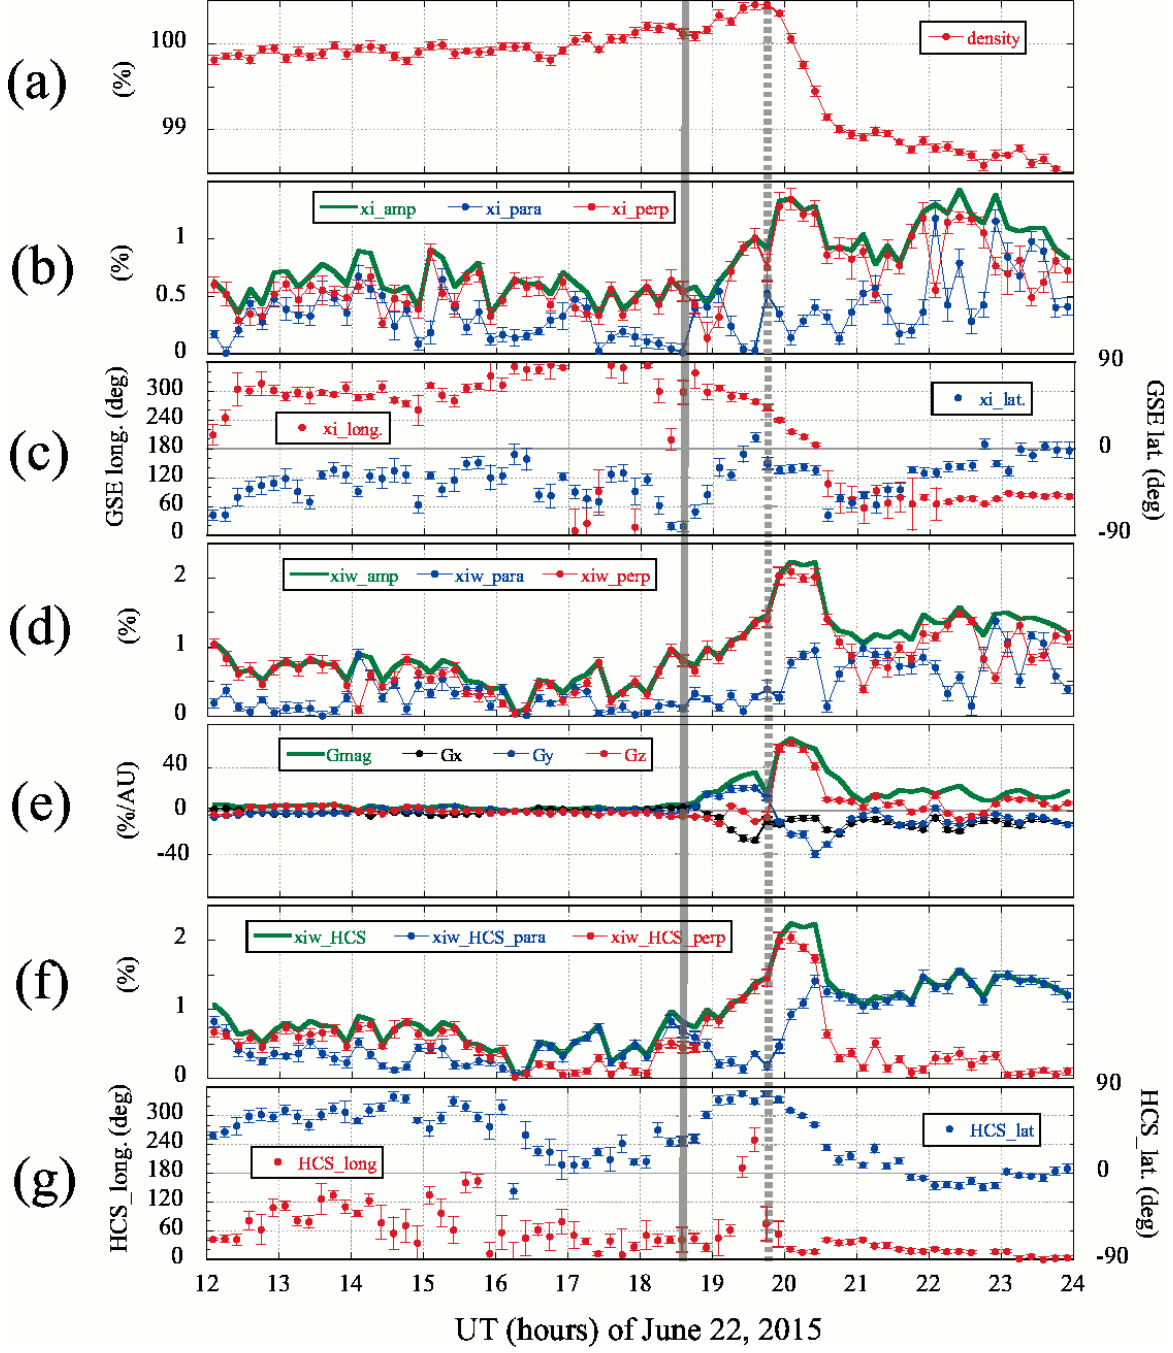 (a)
(%)
100
99
density
(b)
(%)
1
0.5
0
xi_amp xi_para xi_perp
(c)
GSE long. (deg)
300
240
180
120
60
0
xi_long.
xi_lat.
90
0
-90
GSE lat. (deg)
(d)
(%)
2
1
0
xiw_amp xiw_para xiw_perp
(e)
(%/AU)
40
0
-40
Gmag Gx Gy Gz
(f)
(%)
2
1
0
xiw_HCS xiw_HCS_para xiw_HCS_perp
(g)
HCS_long. (deg)
300
240
180
120
60
0
HCS_long
HCS_lat
90
0
-90
HCS_lat. (deg)
12 13 14 15 16 17 18 19 20 21 22 23 24
UT (hours) of June 22, 2015